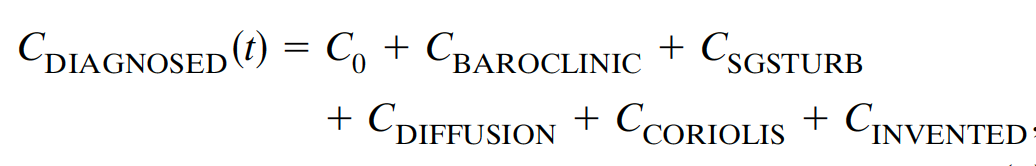 C_DIAGNOSED(t) = C_0 + C_BAROCLINIC + C_SGSTURB
+ C_DIFFUSION + C_CORIOLIS + C_INVENTED,